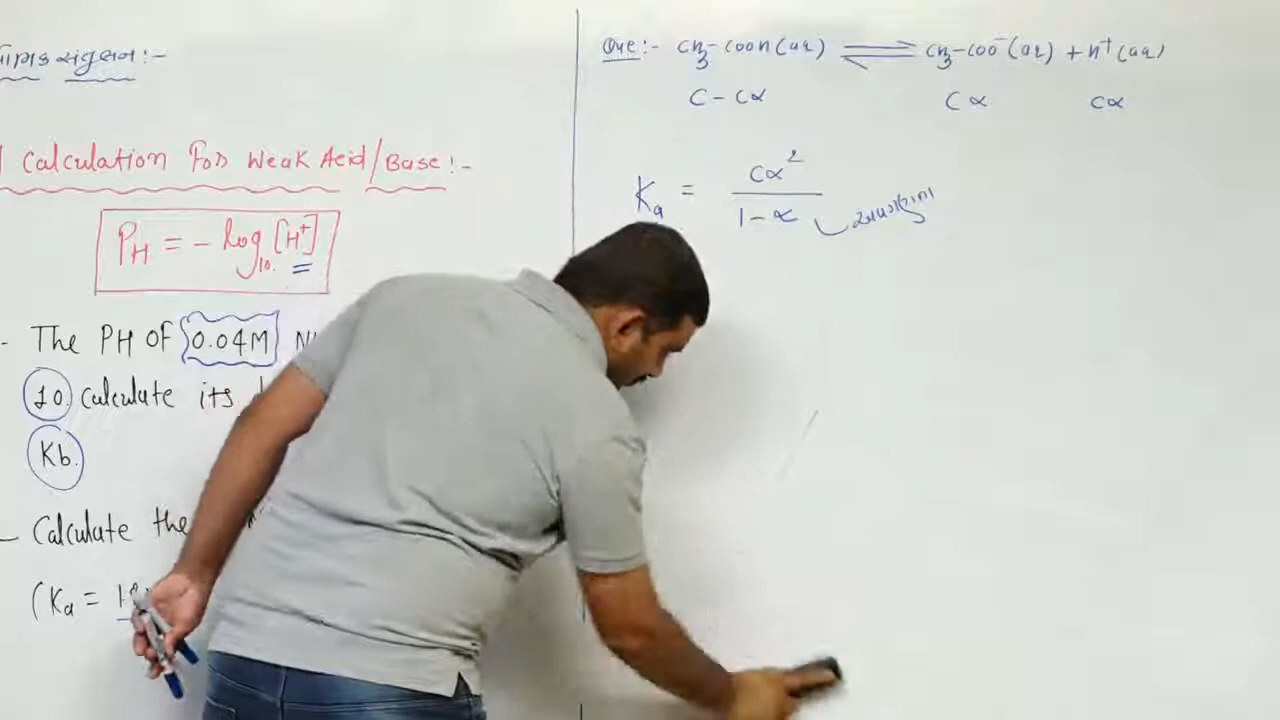 સંતુલન:-
Calculation For Weak Acid/Base:-
PH = - log10 [H+]
- The PH OF 0.04M
10. Calculate its
Kb.
- Calculate the
(Ka =
Que:- CH3-COOH(aq) ⇌ CH3-COO⁻(aq) + H⁺(aq)
C-Cα Cα Cα
Ka = Cα² / 1-α